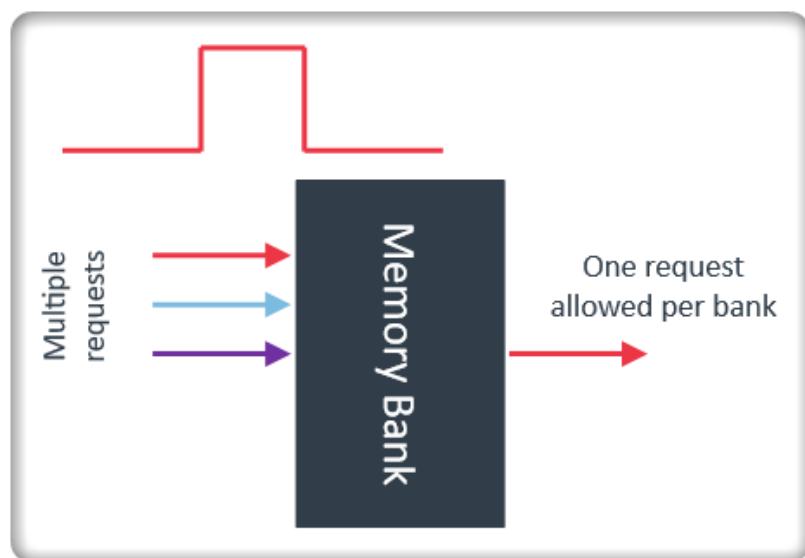 Multiple
requests
Memory Bank
One request
allowed per bank